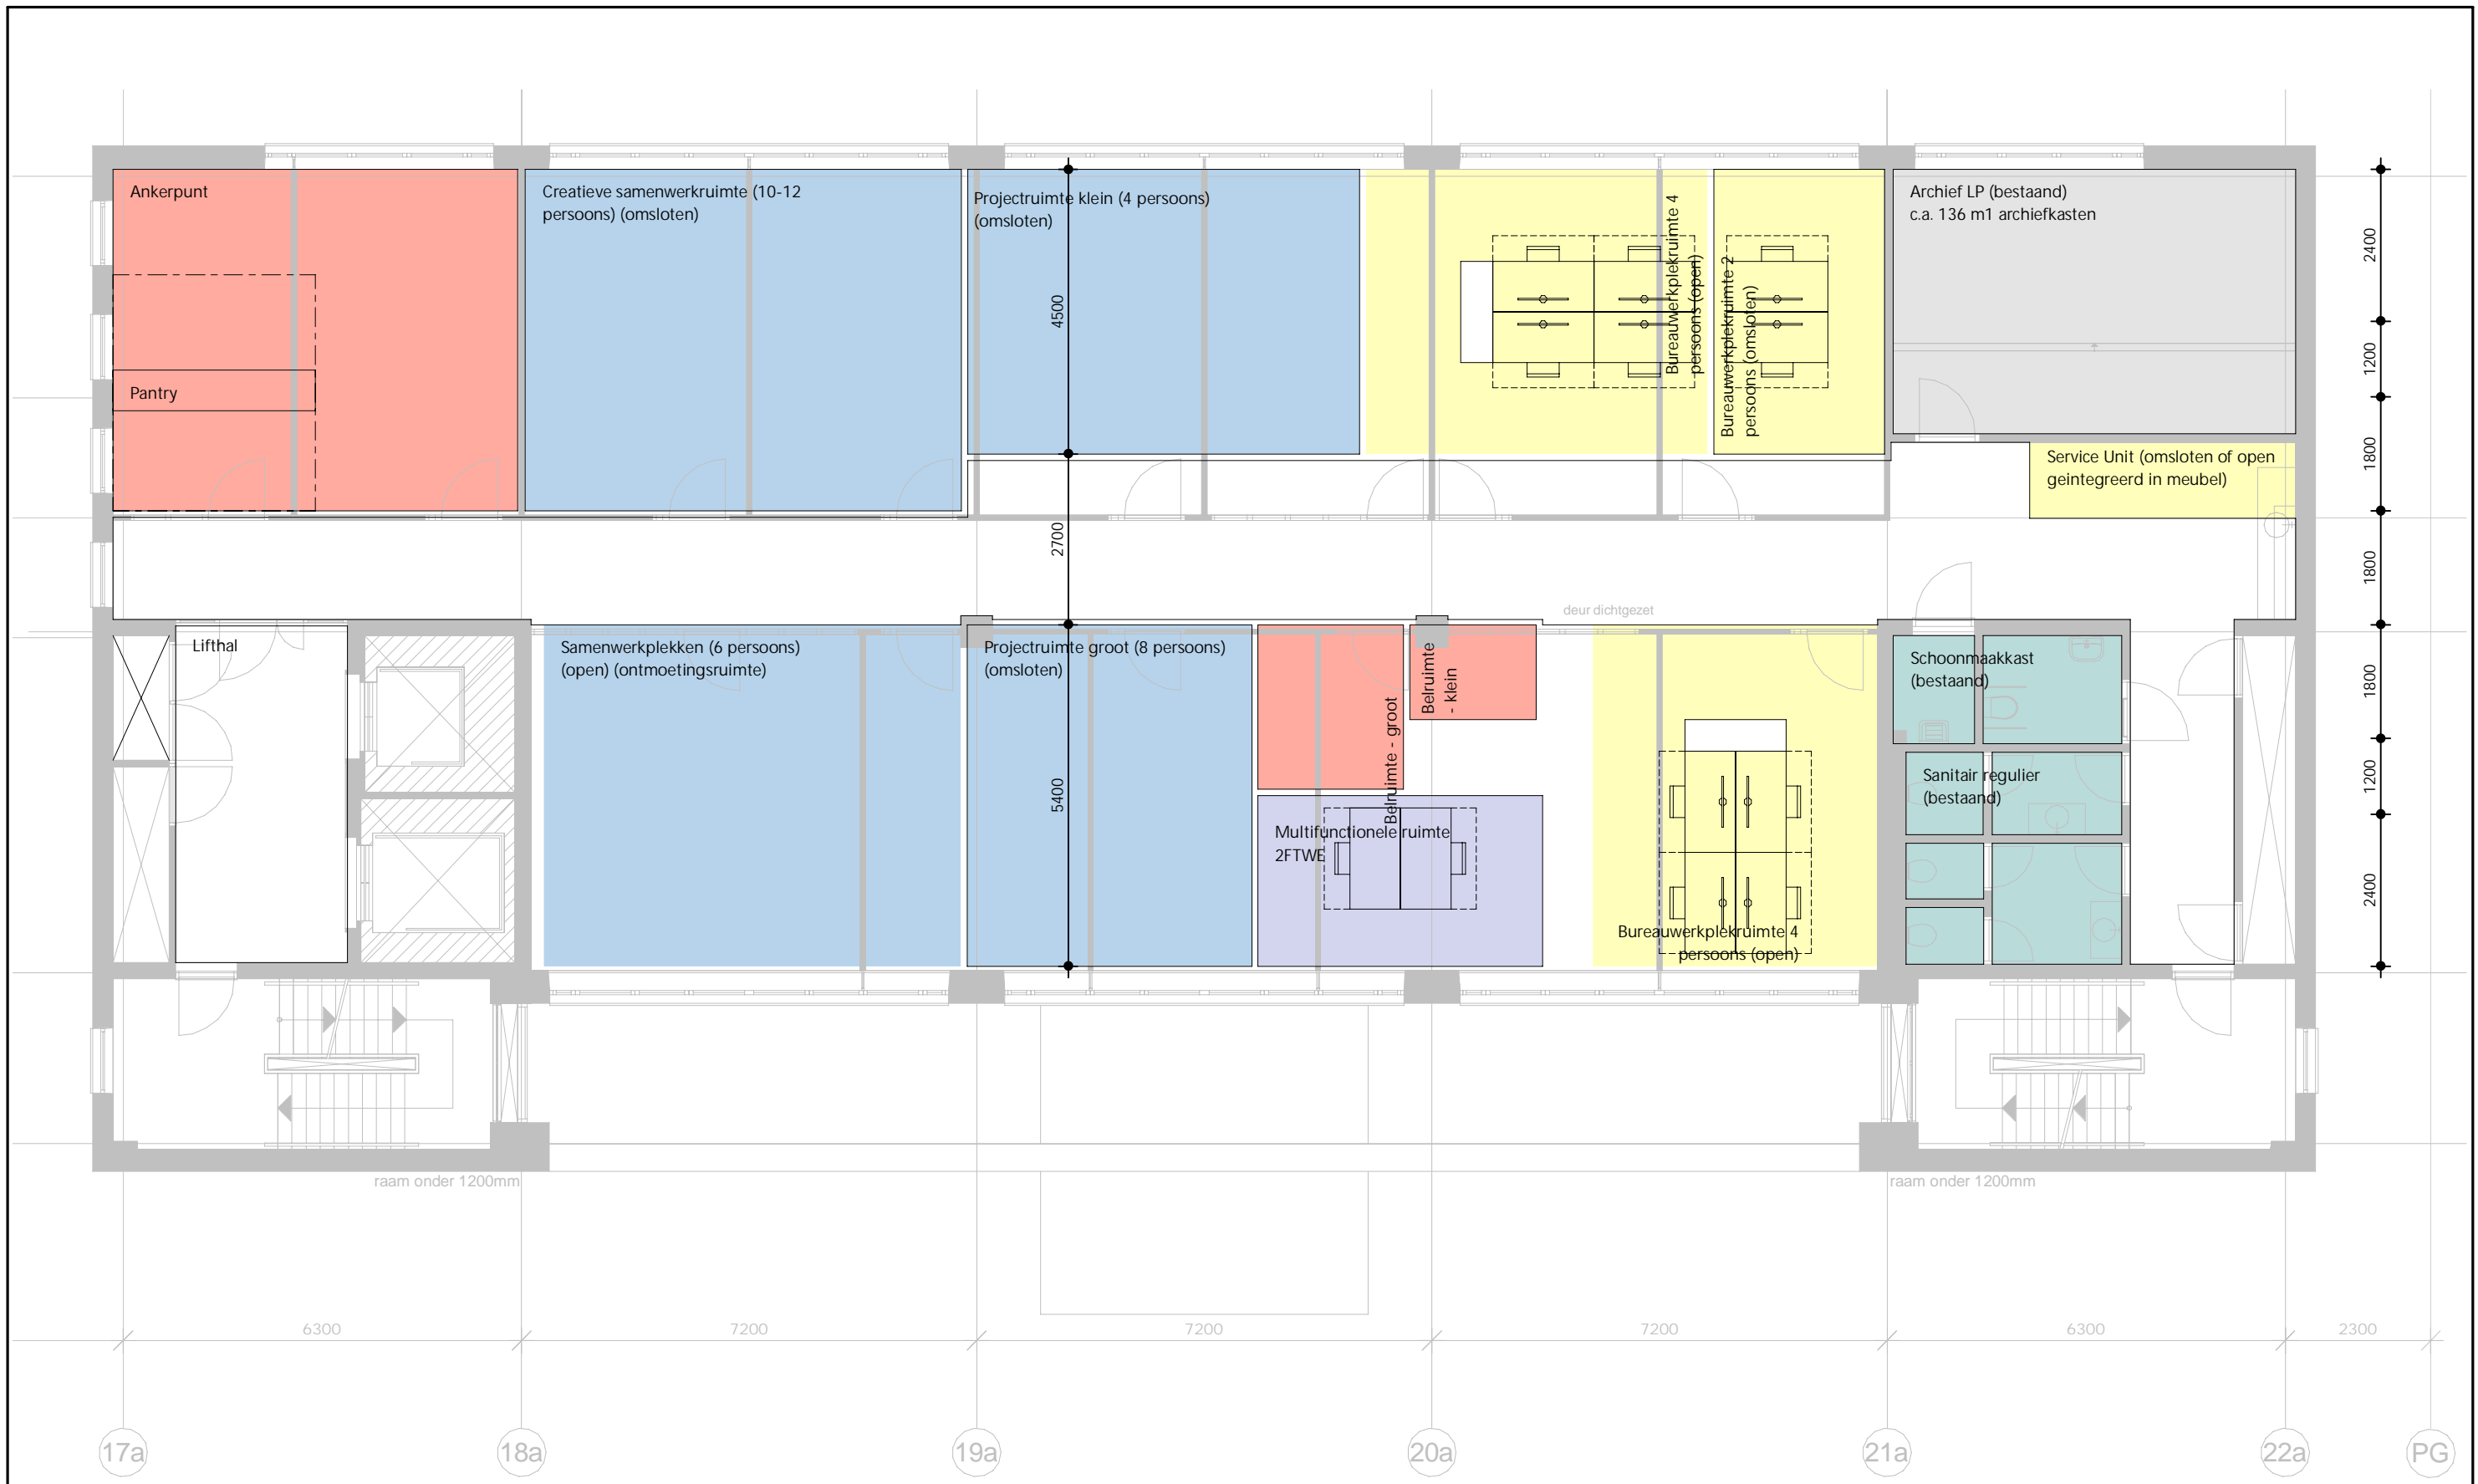 Ankerpunt
Pantry
Creatieve samenwerkruimte (10-12
persoons) (omsloten)
Projectruimte klein (4 persoons)
(omsloten)
4500
2700
5400
Bureauwerkplekruimte 4
persoons (open)
Bureauwerkplekruimte 2
persoons (omsloten)
Archief LP (bestaand)
c.a. 136 m1 archiefkasten
Service Unit (omsloten of open
geintegreerd in meubel)
2400
1200
1800
1800
1800
1200
2400
deur dichtgezet
Lifthal
Samenwerkplekken (6 persoons)
(open) (ontmoetingsruimte)
Projectruimte groot (8 persoons)
(omsloten)
Belruimte - groot
Belruimte
- klein
Multifunctionele ruimte
2FTWE
Bureauwerkplekruimte 4
persoons (open)
Schoonmaakkast
(bestaand)
Sanitair regulier
(bestaand)
raam onder 1200mm
raam onder 1200mm
6300
7200
7200
7200
6300
2300
17a
18a
19a
20a
21a
22a
PG